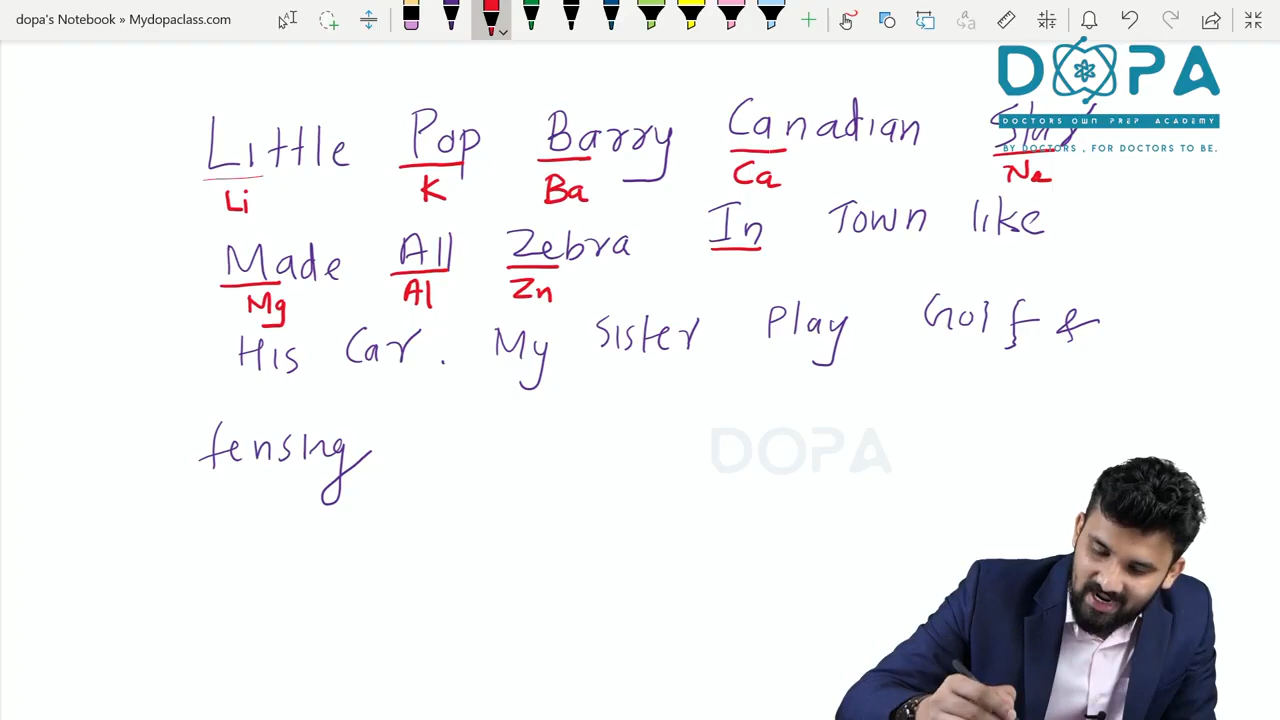 dopa's Notebook » Mydopaclass.com
DOPA
DOCTORS OWN PREP ACADEMY
BY DOCTORS, FOR DOCTORS TO BE.
Little Pop Barry Canadian
Li K Ba Ca Na
Made All Zebra In Town like
Mg Al Zn
His Car. My Sister Play Golf &
fensing
DOPA